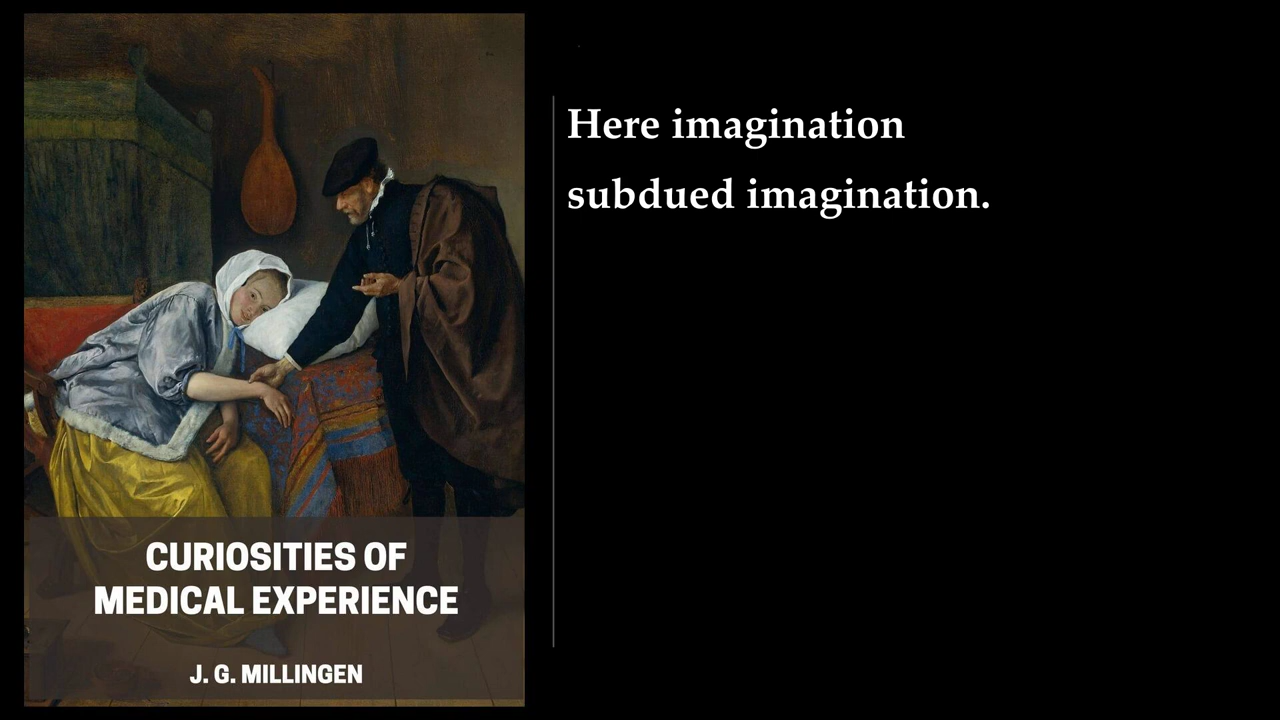 Here imagination
subdued imagination.
CURIOSITIES OF
MEDICAL EXPERIENCE
J. G. MILLINGEN